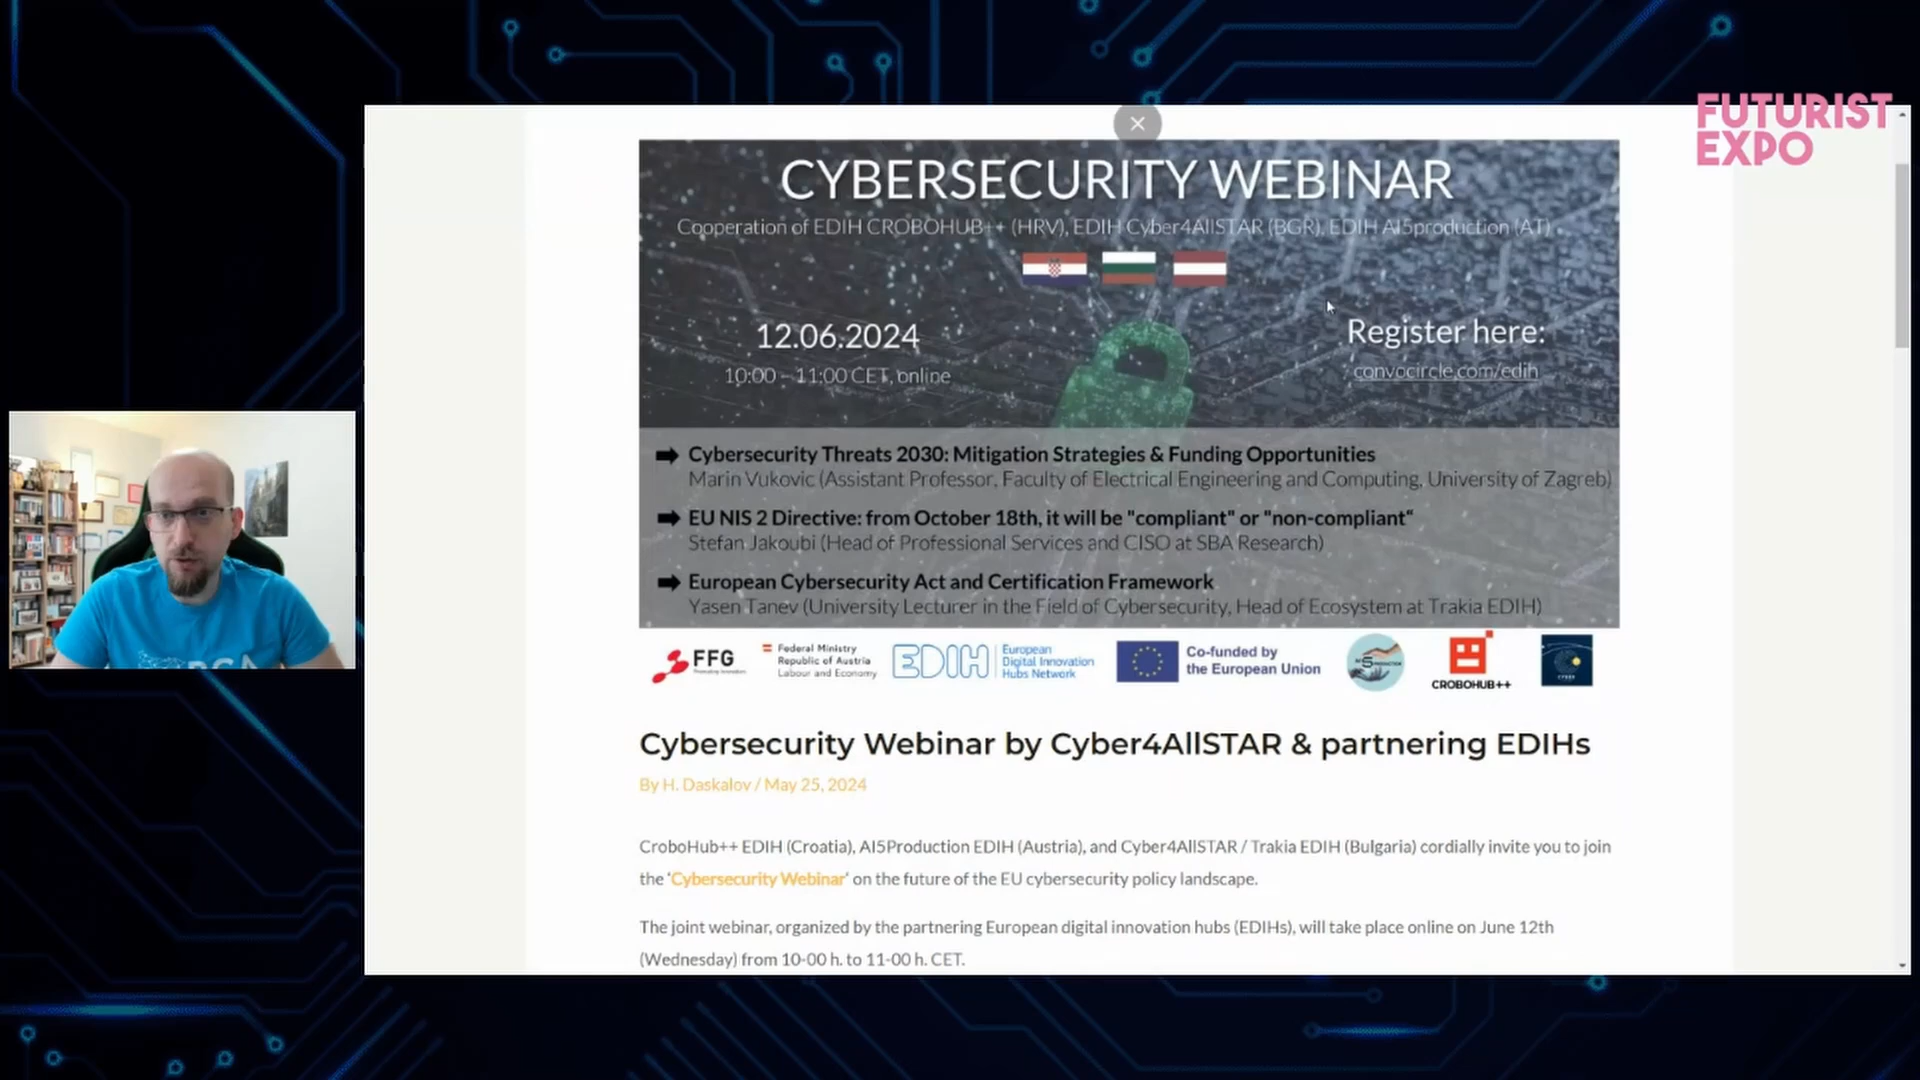 FUTURIST
EXPO
CYBERSECURITY WEBINAR
Cooperation of EDIH CROBOHUB++ (HRV), EDIH Cyber4AllSTAR (BGR), EDIH AI5production (AT)
12.06.2024
10:00 – 11:00 CET, online
Register here:
convocircle.com/edih
Cybersecurity Threats 2030: Mitigation Strategies & Funding Opportunities
Marin Vukovic (Assistant Professor, Faculty of Electrical Engineering and Computing, University of Zagreb)
EU NIS 2 Directive: from October 18th, it will be "compliant" or "non-compliant"
Stefan Jakoubi (Head of Professional Services and CISO at SBA Research)
European Cybersecurity Act and Certification Framework
Yasen Tanev (University Lecturer in the Field of Cybersecurity, Head of Ecosystem at Trakia EDIH)
FFG
Federal Ministry
Republic of Austria
Labour and Economy
EDIH
European
Digital Innovation
Hubs Network
Co-funded by
the European Union
CROBOHUB++
Cybersecurity Webinar by Cyber4AllSTAR & partnering EDIHs
By H. Daskalov / May 25, 2024
CroboHub++ EDIH (Croatia), AI5Production EDIH (Austria), and Cyber4AllSTAR / Trakia EDIH (Bulgaria) cordially invite you to join
the 'Cybersecurity Webinar' on the future of the EU cybersecurity policy landscape.
The joint webinar, organized by the partnering European digital innovation hubs (EDIHs), will take place online on June 12th
(Wednesday) from 10-00 h. to 11-00 h. CET.